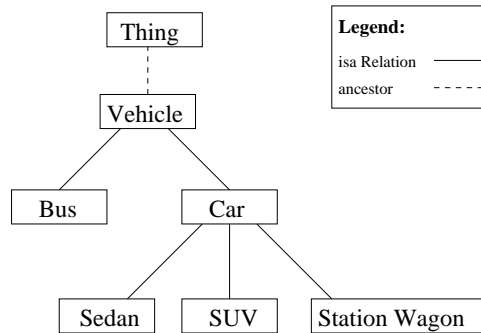 Thing
Legend:
isa Relation
ancestor
Vehicle
Bus
Car
Sedan
SUV
Station Wagon